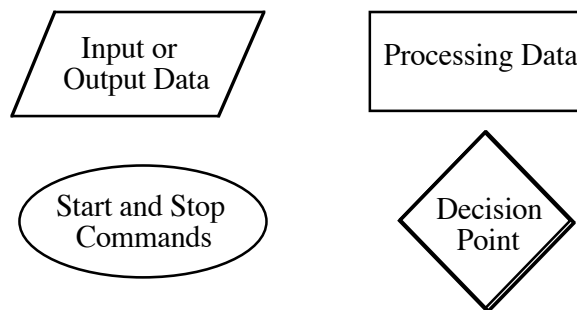 Input or
Output Data
Processing Data
Start and Stop
Commands
Decision
Point